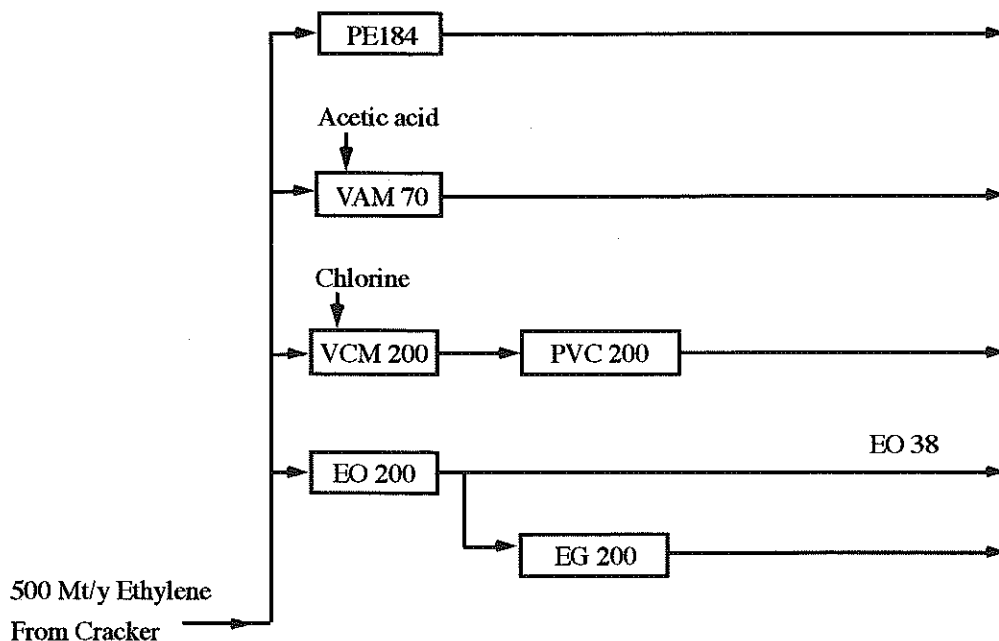 PE184
Acetic acid
VAM 70
Chlorine
VCM 200
PVC 200
EO 38
EO 200
EG 200
500 Mt/y Ethylene
From Cracker